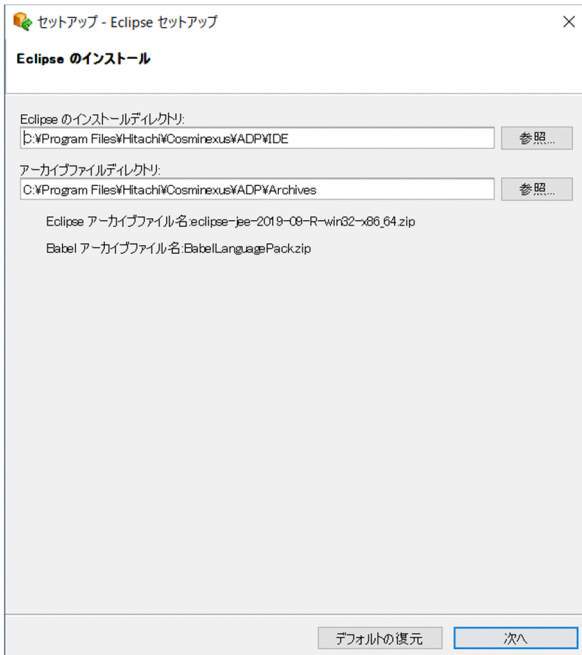 セットアップ - Eclipse セットアップ
Eclipse のインストール
Eclipse のインストールディレクトリ:
C:¥Program Files¥Hitachi¥Cosminexus¥ADP¥IDE
参照...
アーカイブファイルディレクトリ:
C:¥Program Files¥Hitachi¥Cosminexus¥ADP¥Archives
参照...
Eclipse アーカイブファイル名:eclipse-jee-2019-09-R-win32-x86_64.zip
Babel アーカイブファイル名:BabelLanguagePack.zip
デフォルトの復元
次へ